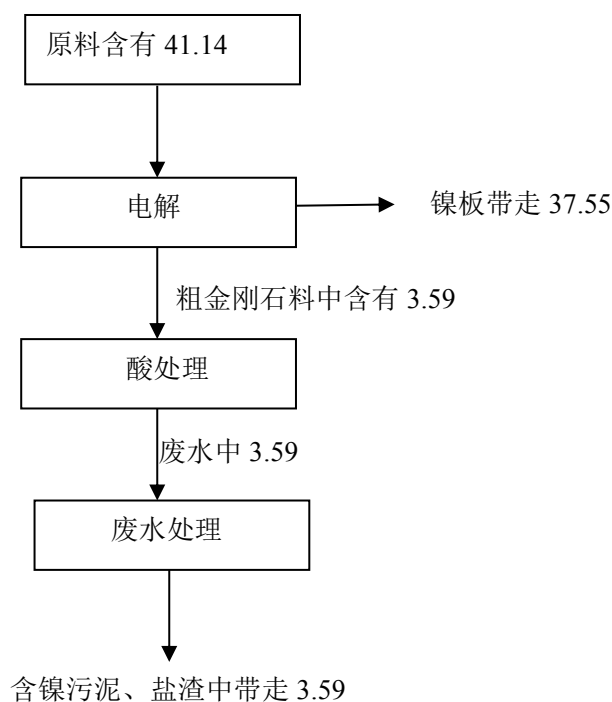 原料含有 41.14
电解
镍板带走 37.55
粗金刚石料中含有 3.59
酸处理
废水中 3.59
废水处理
含镍污泥、盐渣中带走 3.59